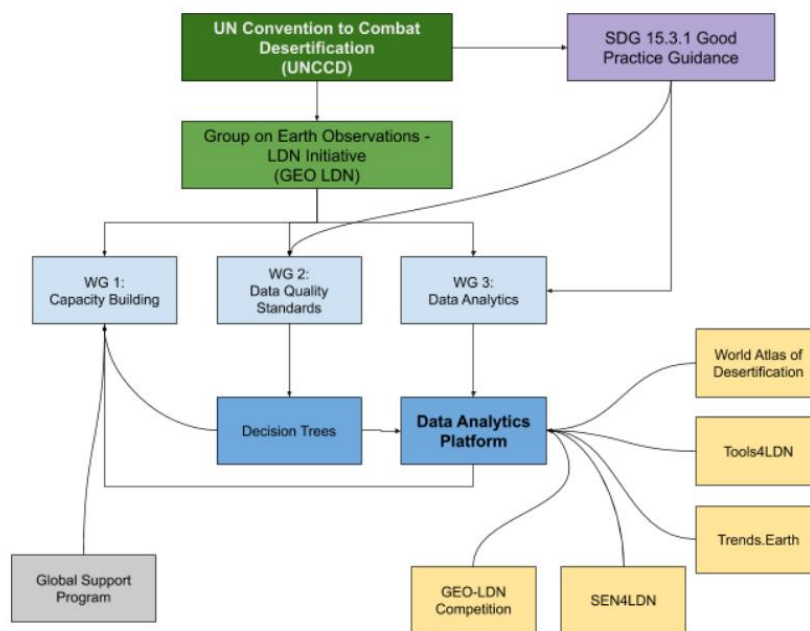 UN Convention to Combat
Desertification
(UNCCD)
SDG 15.3.1 Good
Practice Guidance
Group on Earth Observations -
LDN Initiative
(GEO LDN)
WG 1:
Capacity Building
WG 2:
Data Quality
Standards
WG 3:
Data Analytics
World Atlas of
Desertification
Decision Trees
Data Analytics
Platform
Tools4LDN
Trends.Earth
Global Support
Program
GEO-LDN
Competition
SEN4LDN